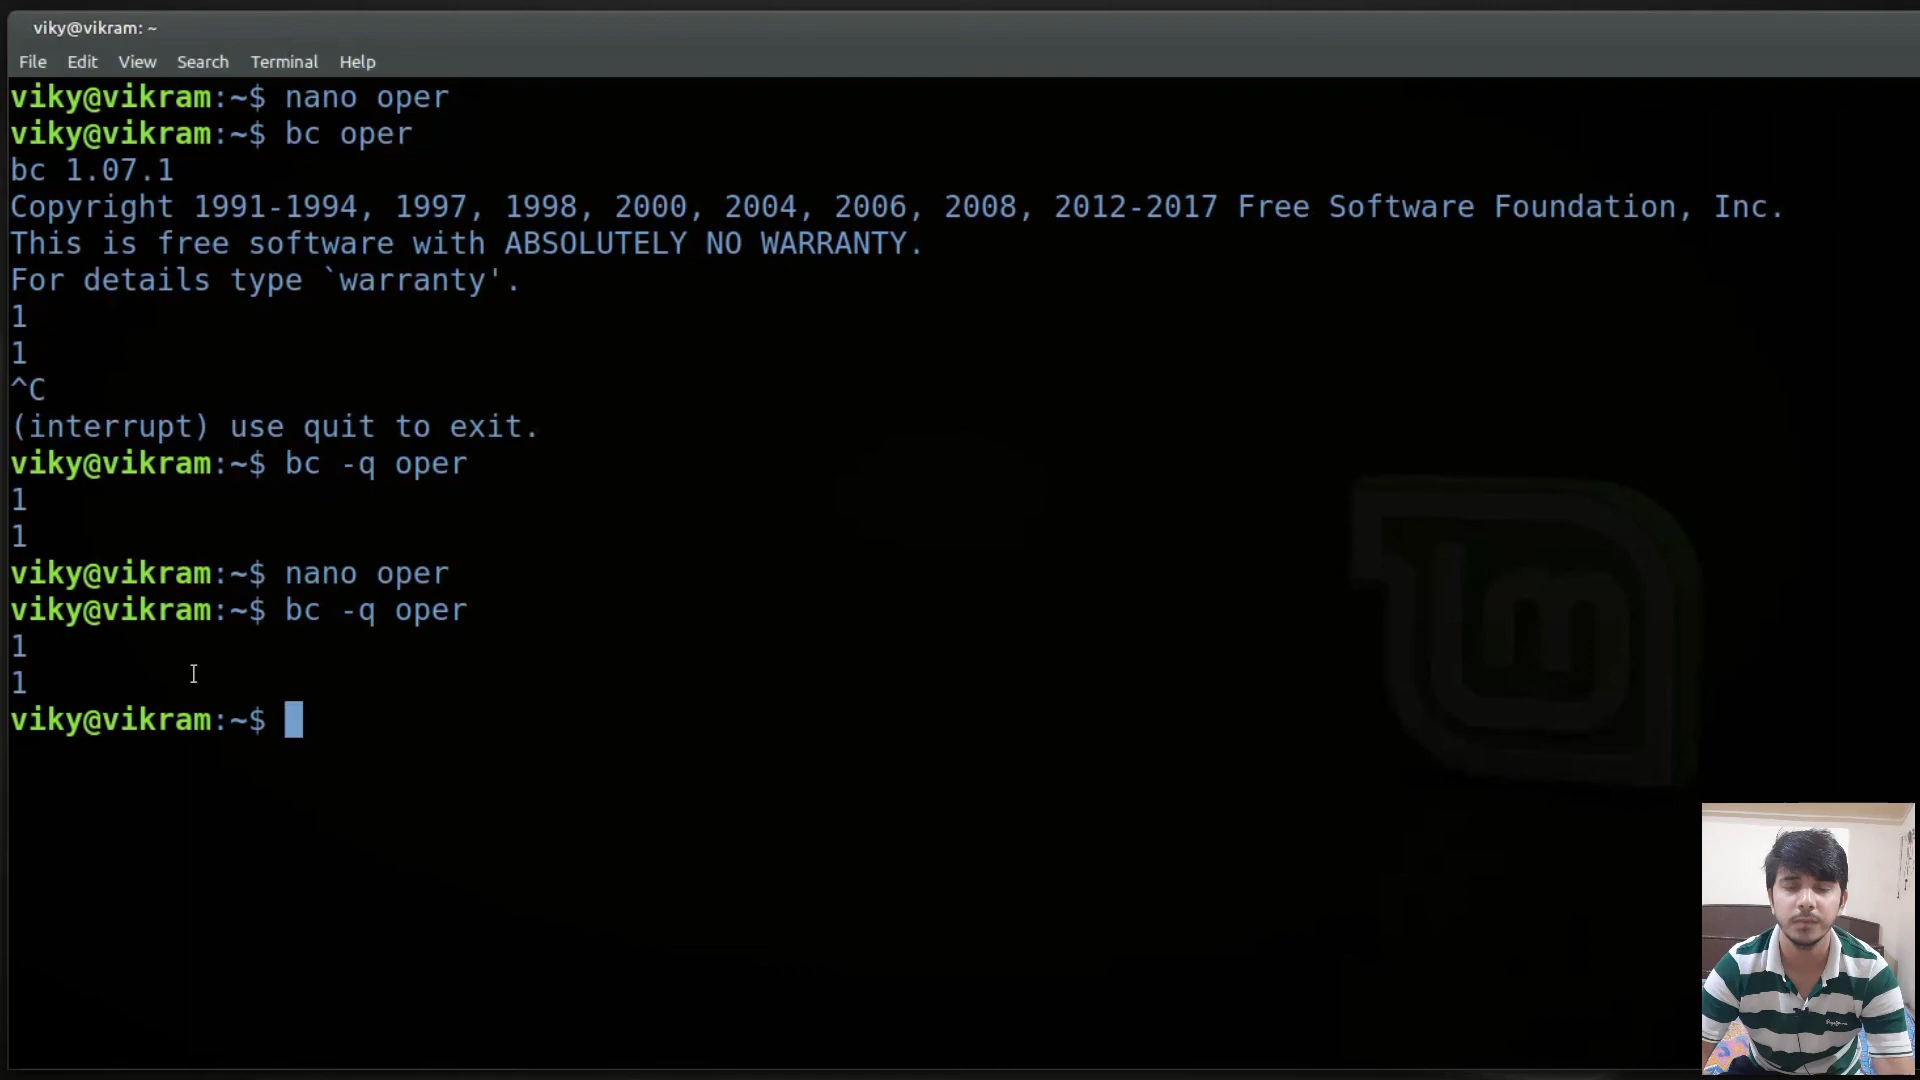 viky@vikram: ~
File Edit View Search Terminal Help
viky@vikram:~$ nano oper
viky@vikram:~$ bc oper
bc 1.07.1
Copyright 1991-1994, 1997, 1998, 2000, 2004, 2006, 2008, 2012-2017 Free Software Foundation, Inc.
This is free software with ABSOLUTELY NO WARRANTY.
For details type `warranty'.
1
1
^C
(interrupt) use quit to exit.
viky@vikram:~$ bc -q oper
1
1
viky@vikram:~$ nano oper
viky@vikram:~$ bc -q oper
1
1
viky@vikram:~$